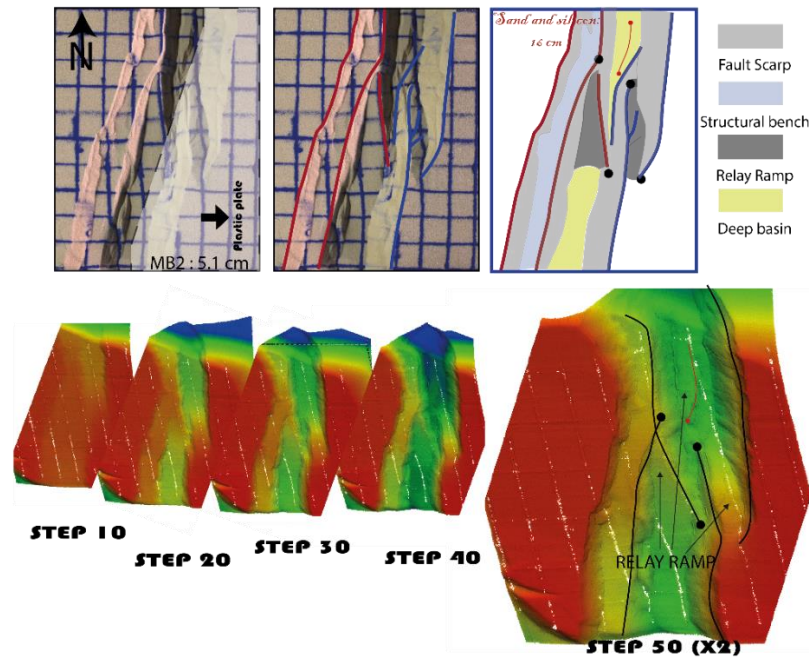 N
Plastic plate
MB2 : 5.1 cm
Sand and silicon:
16 cm
Fault Scarp
Structural bench
Relay Ramp
Deep basin
STEP 10
STEP 20
STEP 30
STEP 40
RELAY RAMP
STEP 50 (X2)